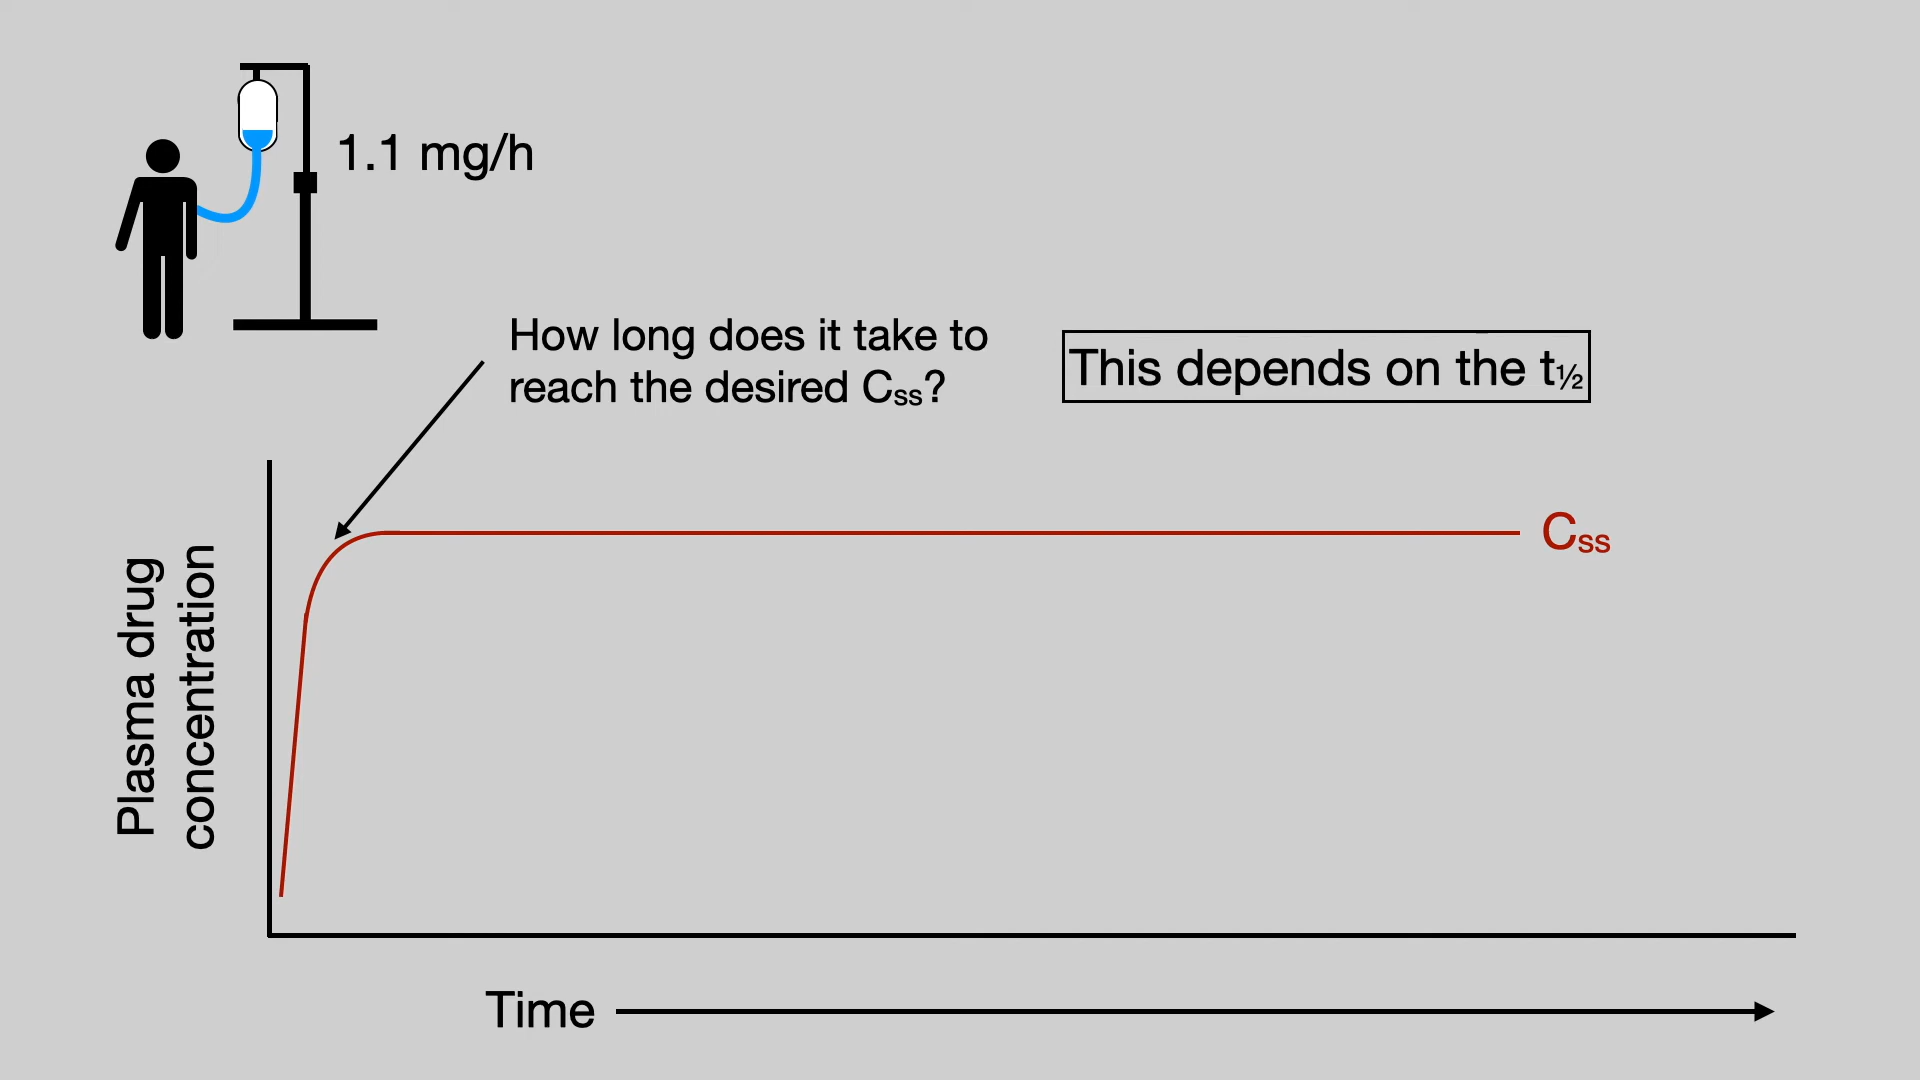 1.1 mg/h
How long does it take to
reach the desired Css?
This depends on the t½
Css
Plasma drug
concentration
Time